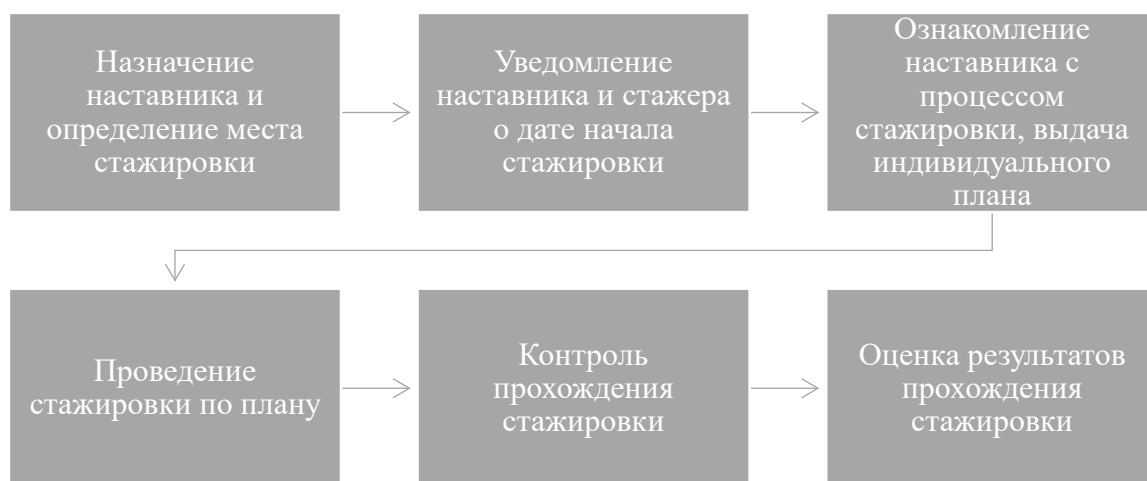 Назначение
наставника и
определение места
стажировки
Уведомление
наставника и стажера
о дате начала
стажировки
Ознакомление
наставника с
процессом
стажировки, выдача
индивидуального
плана
Проведение
стажировки по плану
Контроль
прохождения
стажировки
Оценка результатов
прохождения
стажировки